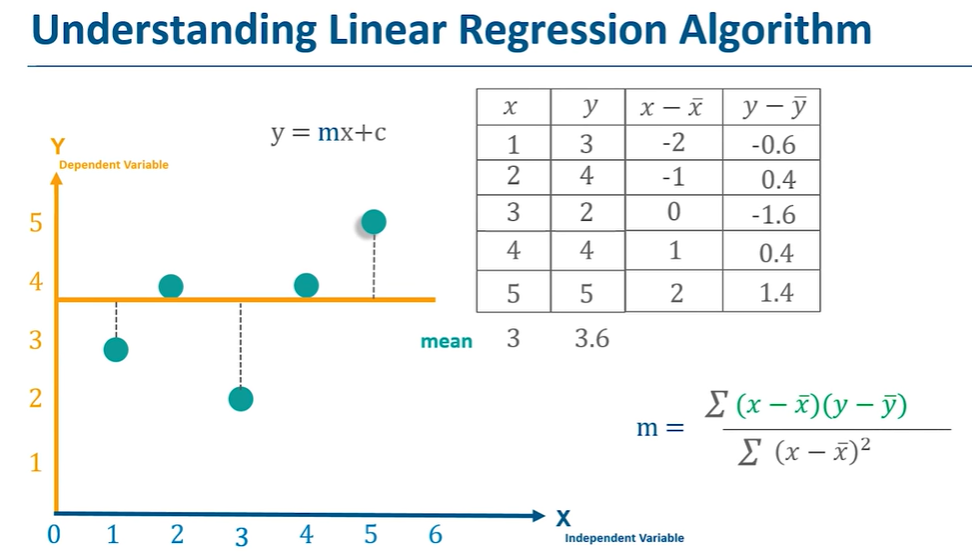 Understanding Linear Regression Algorithm
y = mx+c
Y
Dependent Variable
5
4
3
2
1
0 1 2 3 4 5 6
X
Independent Variable
x y x − x̄ y − ȳ
1 3 -2 -0.6
2 4 -1 0.4
3 2 0 -1.6
4 4 1 0.4
5 5 2 1.4
mean 3 3.6
m = Σ (x − x̄)(y − ȳ)
Σ (x − x̄)²